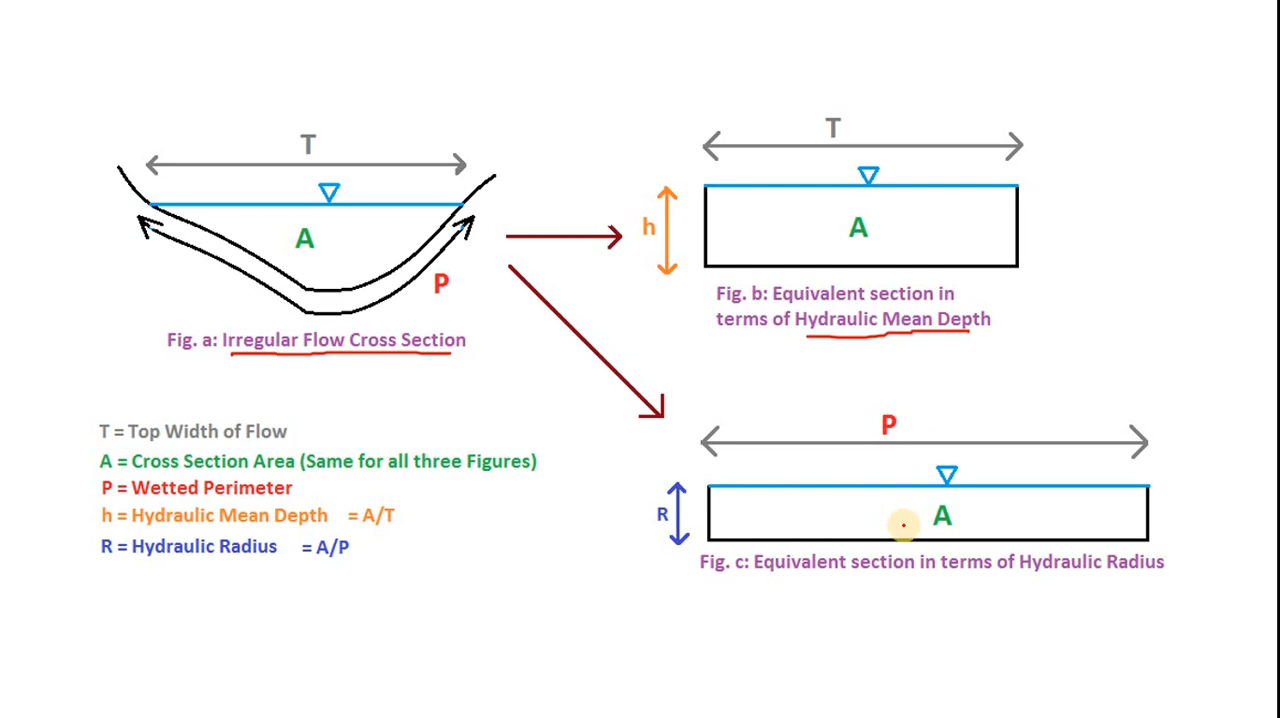 T
A
P
Fig. a: Irregular Flow Cross Section
T
h
A
Fig. b: Equivalent section in
terms of Hydraulic Mean Depth
T = Top Width of Flow
A = Cross Section Area (Same for all three Figures)
P = Wetted Perimeter
h = Hydraulic Mean Depth = A/T
R = Hydraulic Radius = A/P
P
R
A
Fig. c: Equivalent section in terms of Hydraulic Radius